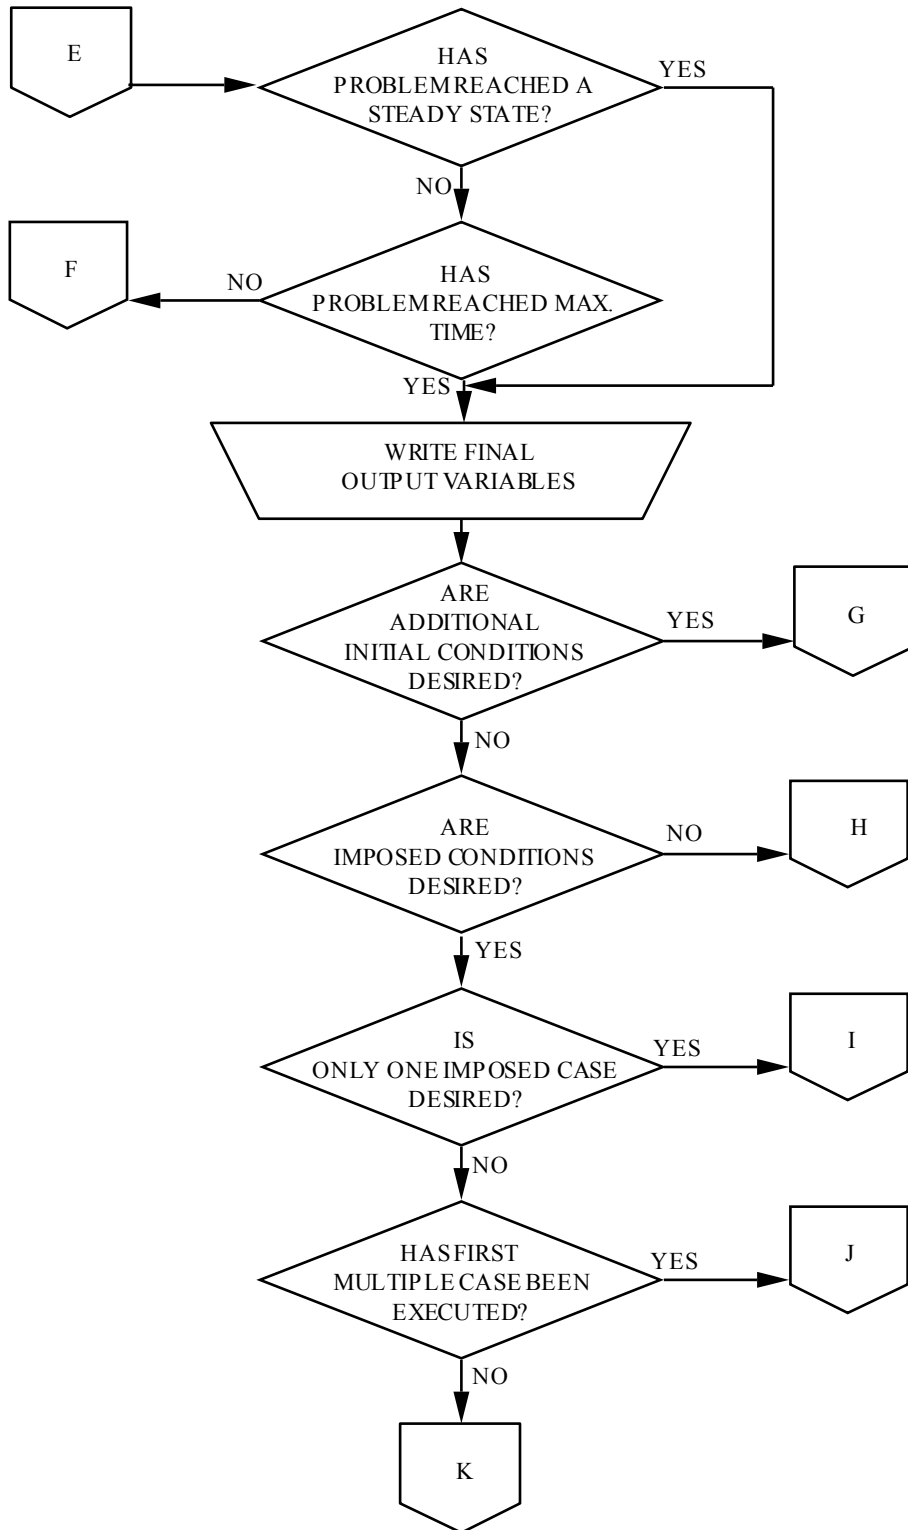 E
HAS
PROBLEM REACHED A
STEADY STATE?
YES
NO
F
NO
HAS
PROBLEM REACHED MAX.
TIME?
YES
WRITE FINAL
OUTPUT VARIABLES
ARE
ADDITIONAL
INITIAL CONDITIONS
DESIRED?
YES
G
NO
ARE
IMPOSED CONDITIONS
DESIRED?
NO
H
YES
IS
ONLY ONE IMPOSED CASE
DESIRED?
YES
I
NO
HAS FIRST
MULTIPLE CASE BEEN
EXECUTED?
YES
J
NO
K